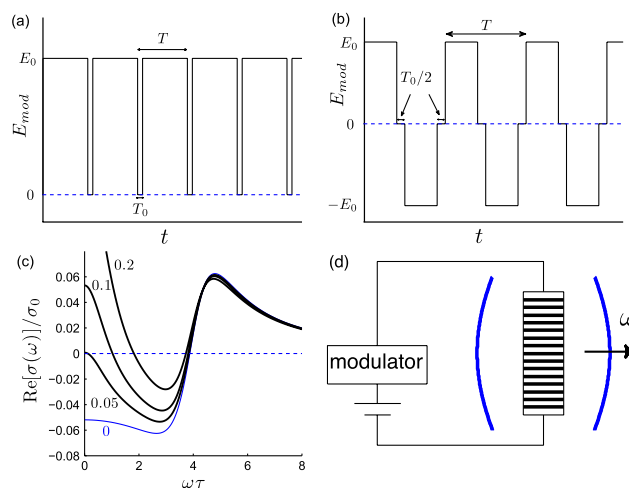 (a)
T
E₀
E_mod
0
T₀
t
(b)
T
E₀
T₀/2
E_mod
0
−E₀
t
(c)
0.06
0.04
0.02
0
−0.02
−0.04
−0.06
−0.08
Re[σ(ω)]/σ₀
0.2
0.1
0.05
0
0 2 4 6 8
ωτ
(d)
modulator
ω